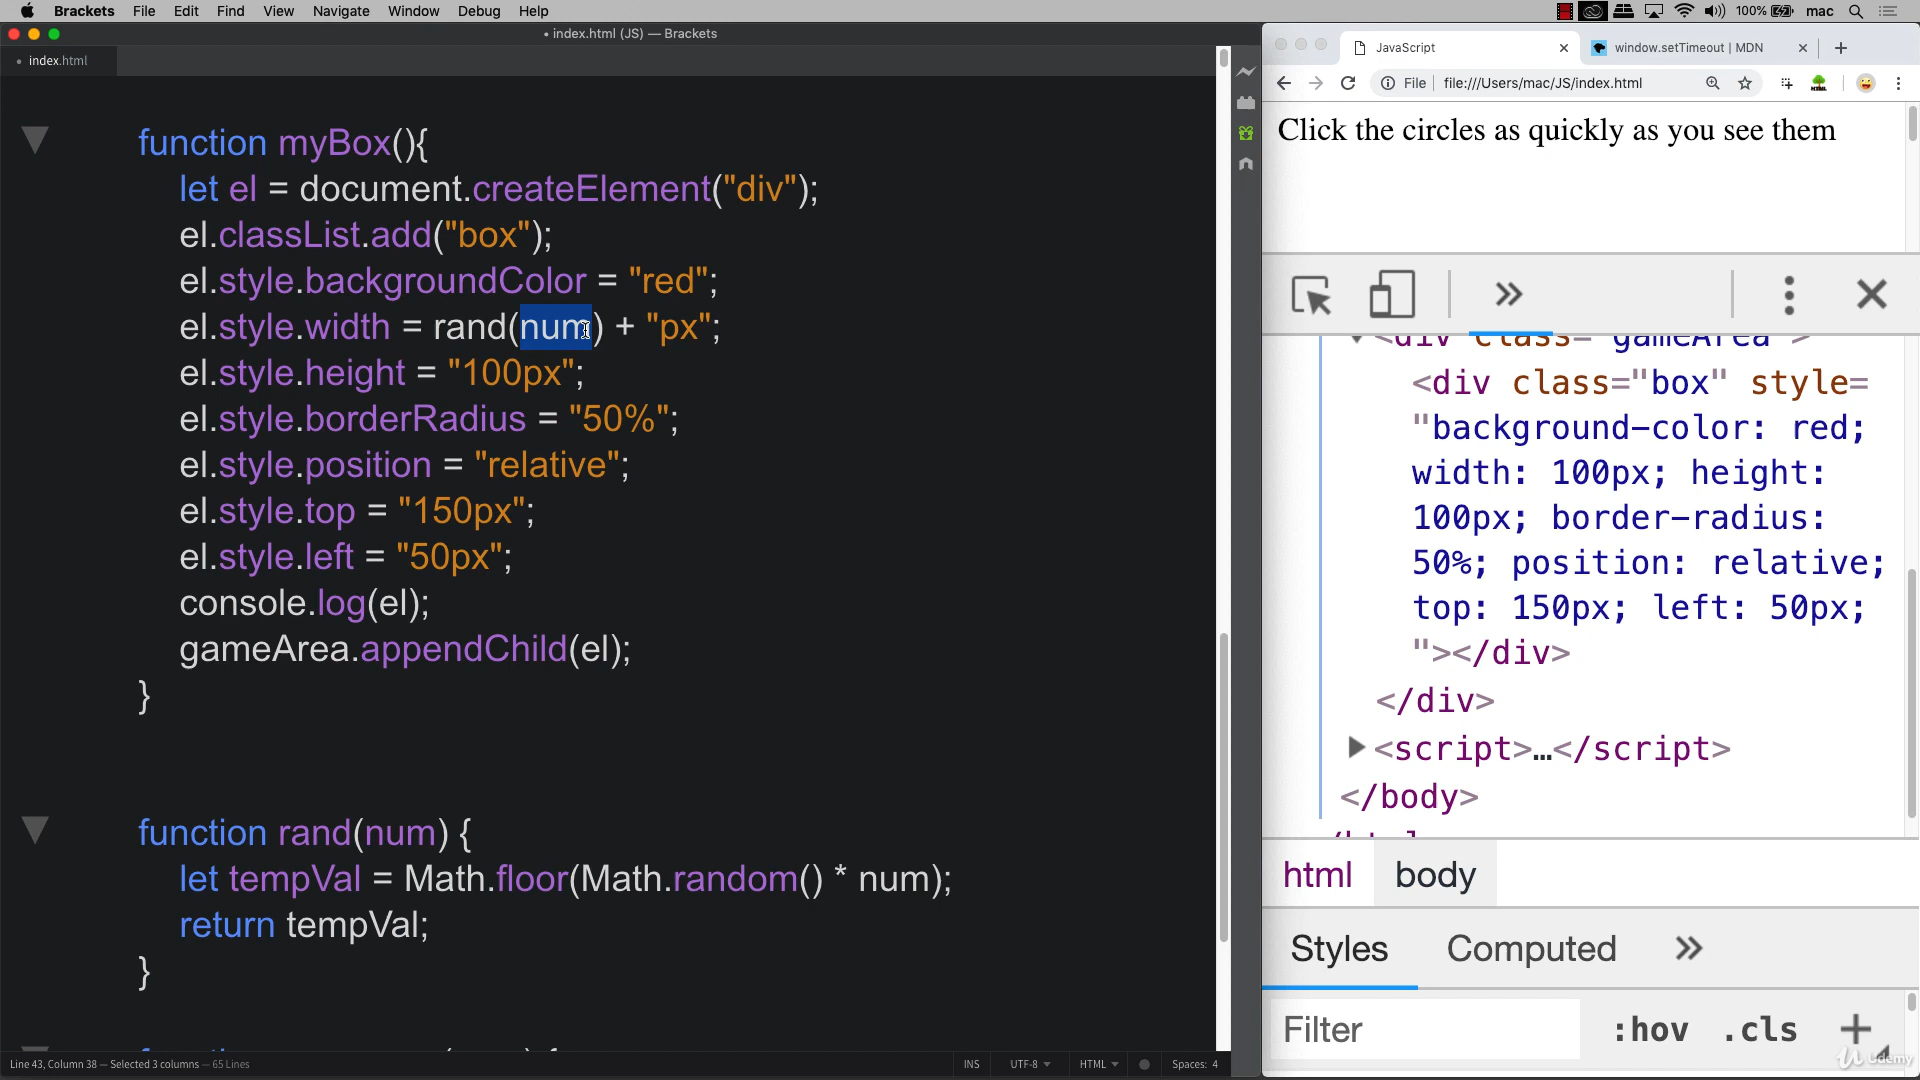 Brackets File Edit Find View Navigate Window Debug Help 100% mac
• index.html (JS) — Brackets
• index.html
function myBox(){
let el = document.createElement("div");
el.classList.add("box");
el.style.backgroundColor = "red";
el.style.width = rand(num) + "px";
el.style.height = "100px";
el.style.borderRadius = "50%";
el.style.position = "relative";
el.style.top = "150px";
el.style.left = "50px";
console.log(el);
gameArea.appendChild(el);
}
function rand(num) {
let tempVal = Math.floor(Math.random() * num);
return tempVal;
}
Line 43, Column 38 — Selected 3 columns — 65 Lines
INS UTF-8 HTML Spaces: 4
JavaScript window.setTimeout | MDN
File file:///Users/mac/JS/index.html
Click the circles as quickly as you see them
<div class="gameArea">
<div class="box" style=
"background-color: red;
width: 100px; height:
100px; border-radius:
50%; position: relative;
top: 150px; left: 50px;
"></div>
</div>
<script>…</script>
</body>
html body
Styles Computed
Filter :hov .cls
Udemy